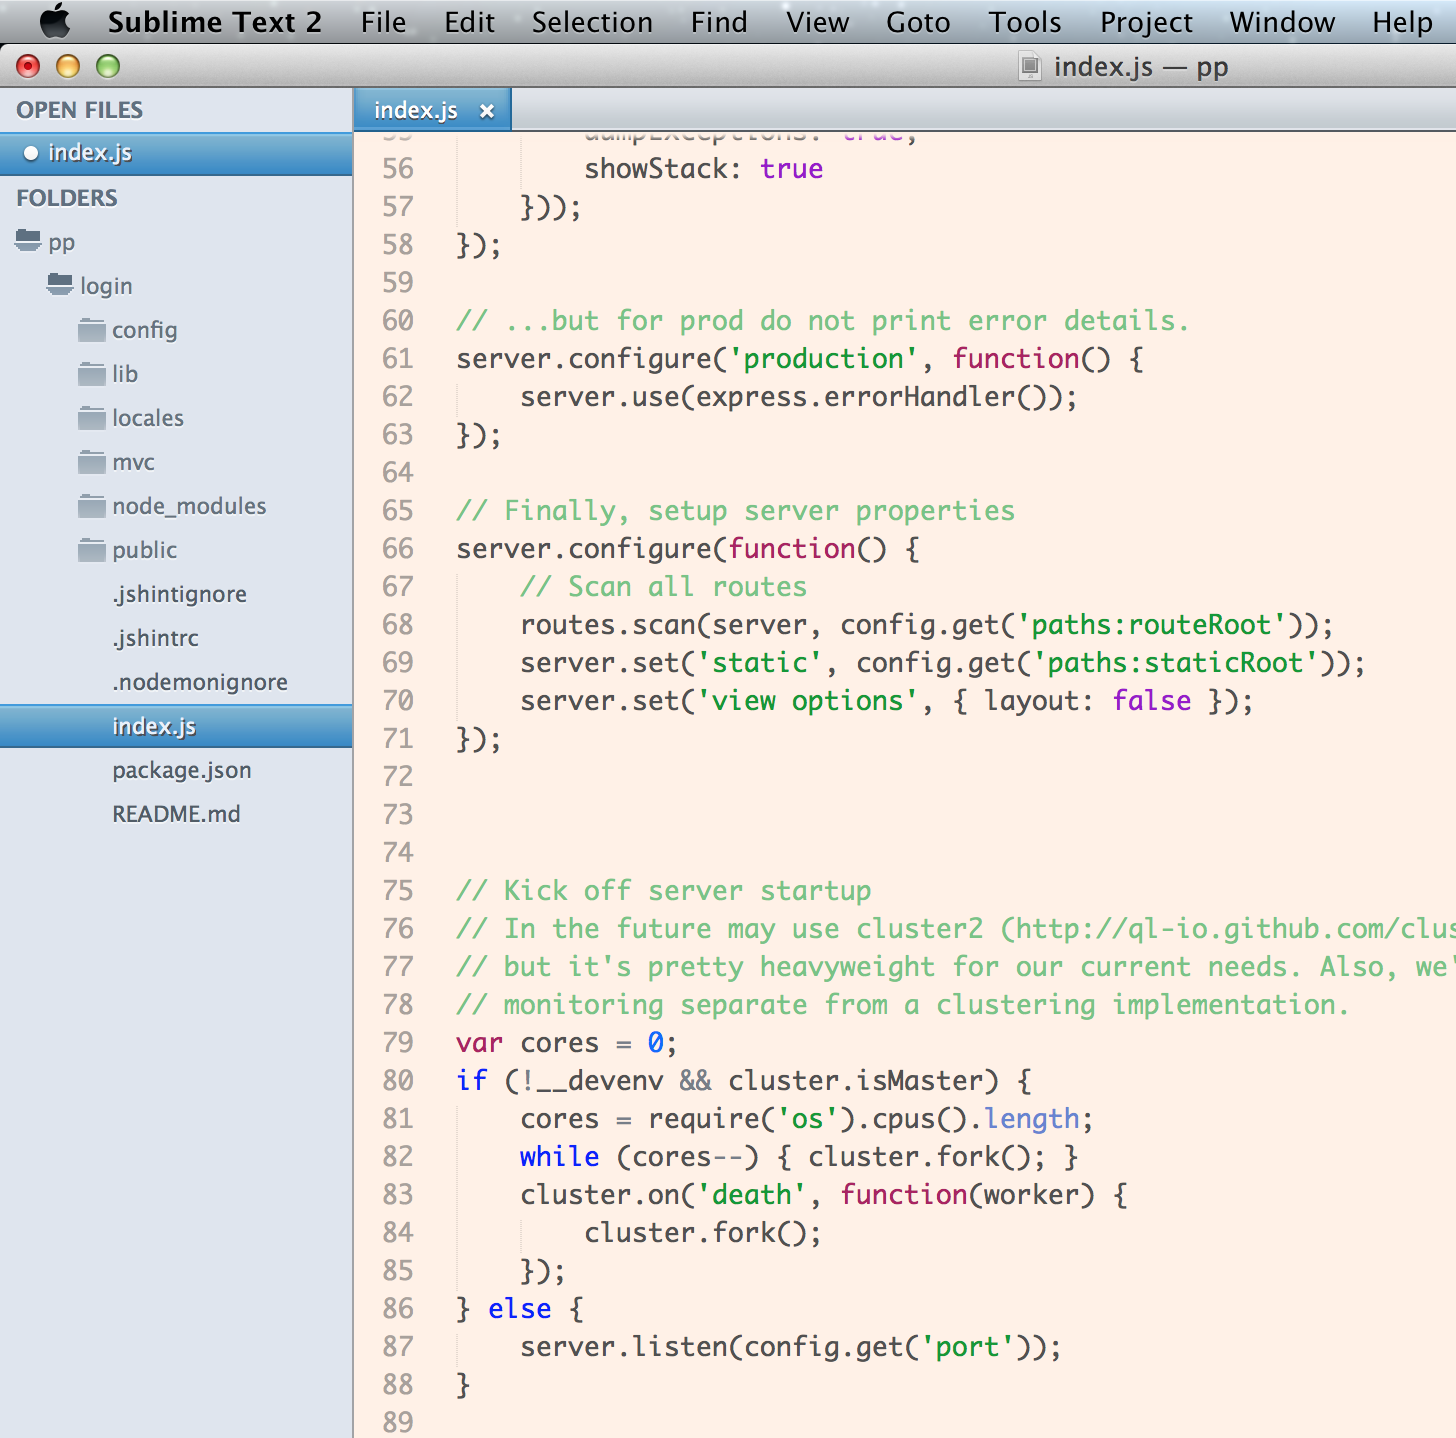 Sublime Text 2 File Edit Selection Find View Goto Tools Project Window Help
index.js — pp
OPEN FILES
index.js
FOLDERS
pp
login
config
lib
locales
mvc
node_modules
public
.jshintignore
.jshintrc
.nodemonignore
index.js
package.json
README.md
index.js ×
55 dumpExceptions: true,
56 showStack: true
57 }));
58 });
59
60 // ...but for prod do not print error details.
61 server.configure('production', function() {
62 server.use(express.errorHandler());
63 });
64
65 // Finally, setup server properties
66 server.configure(function() {
67 // Scan all routes
68 routes.scan(server, config.get('paths:routeRoot'));
69 server.set('static', config.get('paths:staticRoot'));
70 server.set('view options', { layout: false });
71 });
72
73
74
75 // Kick off server startup
76 // In the future may use cluster2 (http://ql-io.github.com/clus
77 // but it's pretty heavyweight for our current needs. Also, we'
78 // monitoring separate from a clustering implementation.
79 var cores = 0;
80 if (!__devenv && cluster.isMaster) {
81 cores = require('os').cpus().length;
82 while (cores--) { cluster.fork(); }
83 cluster.on('death', function(worker) {
84 cluster.fork();
85 });
86 } else {
87 server.listen(config.get('port'));
88 }
89